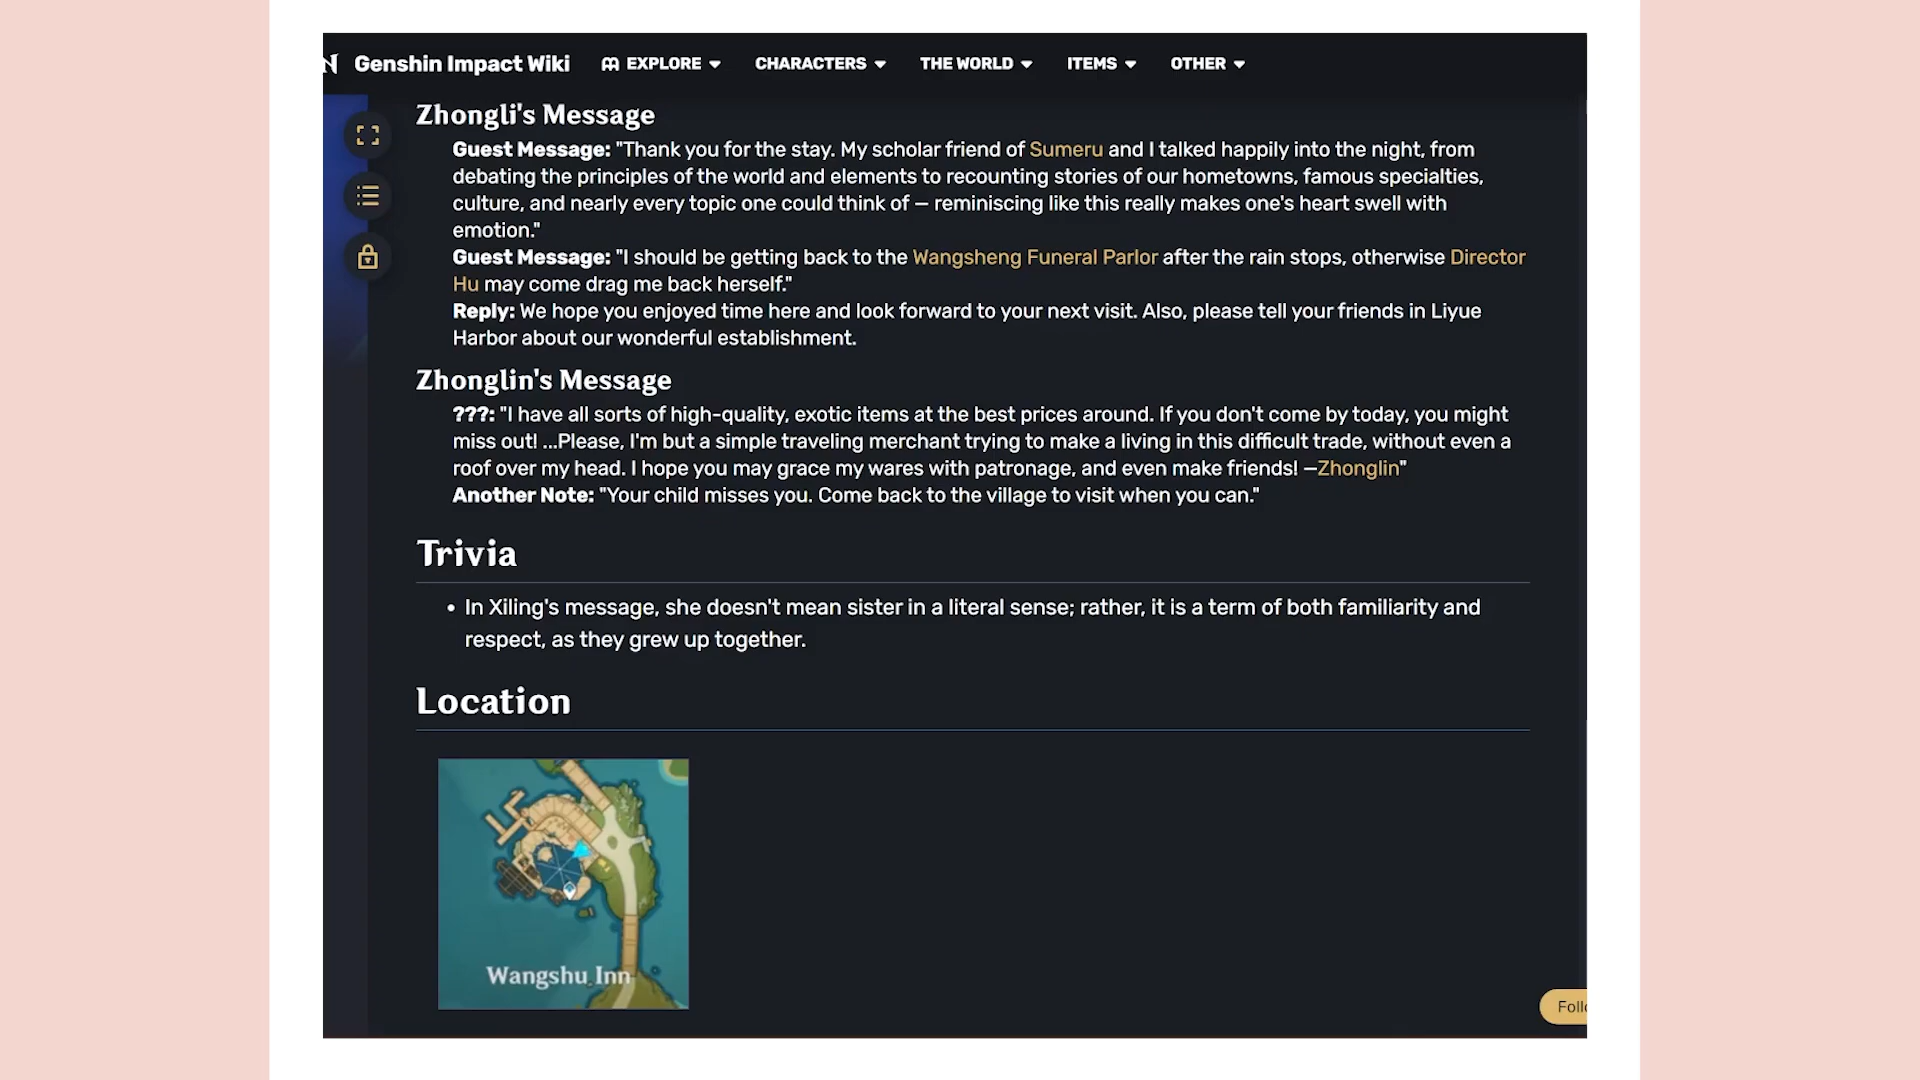 Genshin Impact Wiki EXPLORE CHARACTERS THE WORLD ITEMS OTHER
Zhongli's Message
Guest Message: "Thank you for the stay. My scholar friend of Sumeru and I talked happily into the night, from
debating the principles of the world and elements to recounting stories of our hometowns, famous specialties,
culture, and nearly every topic one could think of — reminiscing like this really makes one's heart swell with
emotion."
Guest Message: "I should be getting back to the Wangsheng Funeral Parlor after the rain stops, otherwise Director
Hu may come drag me back herself."
Reply: We hope you enjoyed time here and look forward to your next visit. Also, please tell your friends in Liyue
Harbor about our wonderful establishment.
Zhonglin's Message
???: "I have all sorts of high-quality, exotic items at the best prices around. If you don't come by today, you might
miss out! ...Please, I'm but a simple traveling merchant trying to make a living in this difficult trade, without even a
roof over my head. I hope you may grace my wares with patronage, and even make friends! —Zhonglin"
Another Note: "Your child misses you. Come back to the village to visit when you can."
Trivia
• In Xiling's message, she doesn't mean sister in a literal sense; rather, it is a term of both familiarity and
respect, as they grew up together.
Location
Wangshu Inn